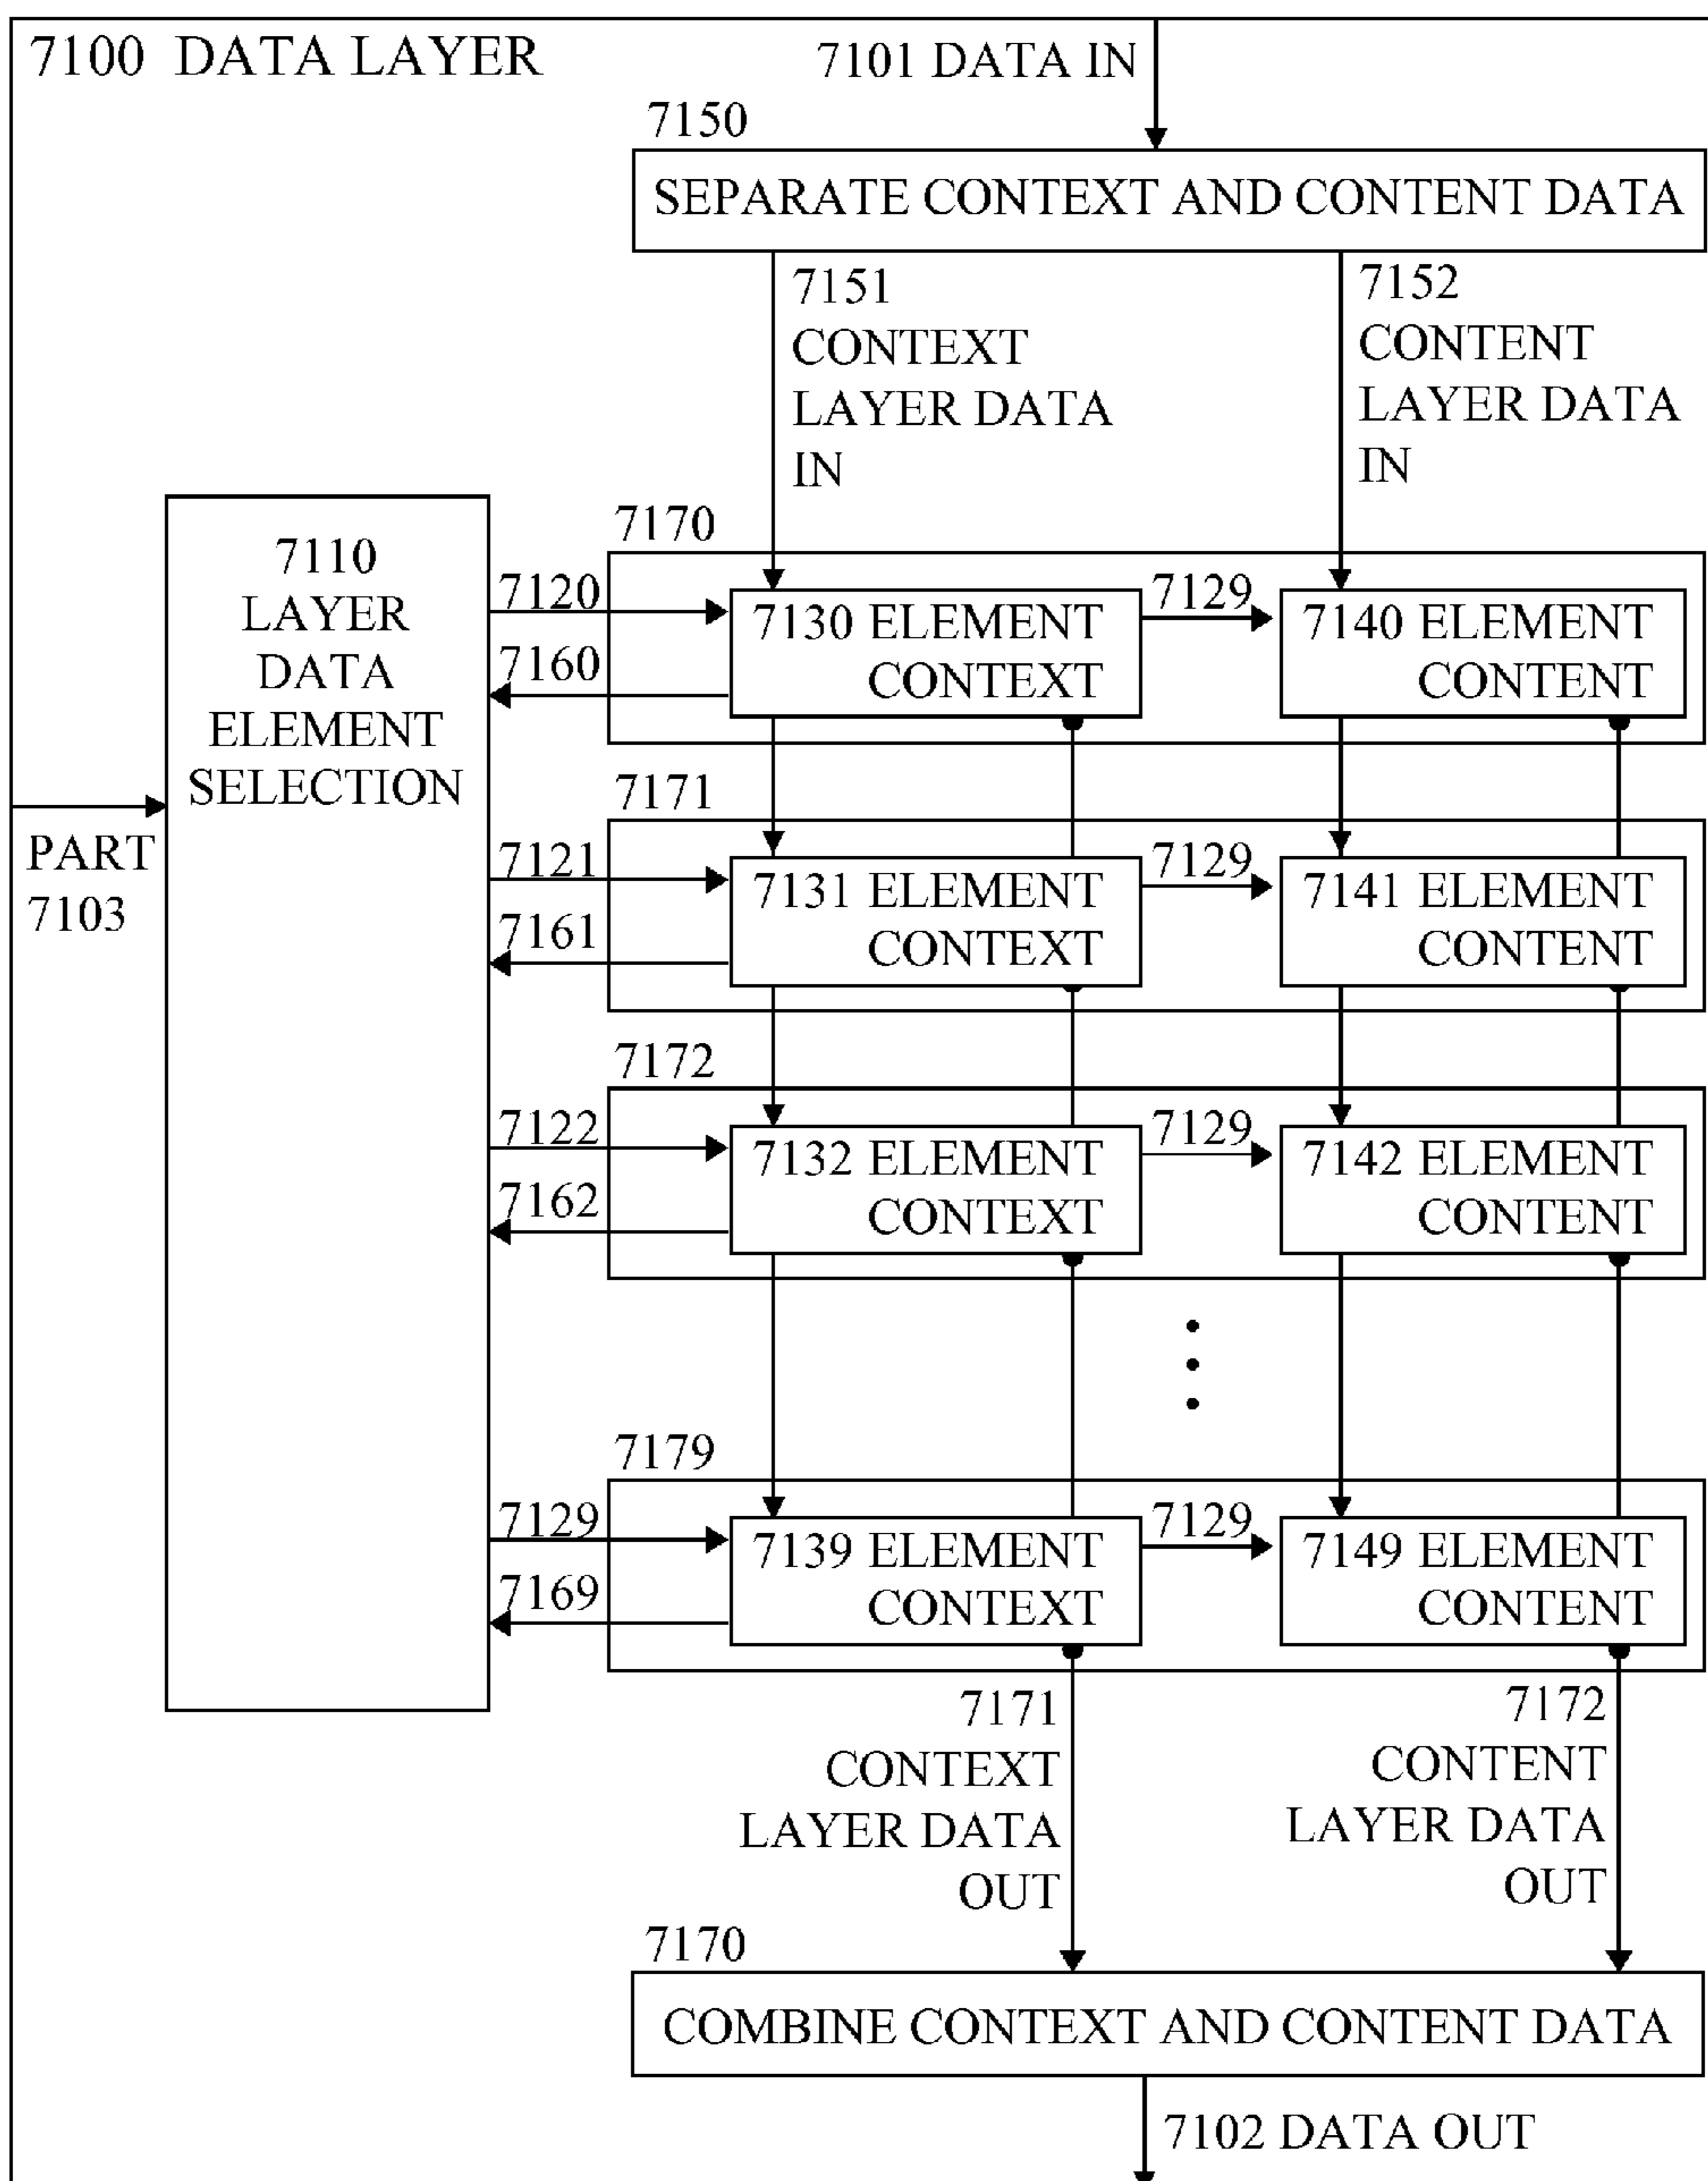 7100 DATA LAYER
7101 DATA IN
7150
SEPARATE CONTEXT AND CONTENT DATA
7151
CONTEXT
LAYER DATA
IN
7152
CONTENT
LAYER DATA
IN
7110
LAYER
DATA
ELEMENT
SELECTION
PART
7103
7170
7120
7160
7130 ELEMENT
CONTEXT
7129
7140 ELEMENT
CONTENT
7171
7121
7161
7131 ELEMENT
CONTEXT
7129
7141 ELEMENT
CONTENT
7172
7122
7162
7132 ELEMENT
CONTEXT
7129
7142 ELEMENT
CONTENT
7179
7129
7169
7139 ELEMENT
CONTEXT
7129
7149 ELEMENT
CONTENT
7171
CONTEXT
LAYER DATA
OUT
7172
CONTENT
LAYER DATA
OUT
7170
COMBINE CONTEXT AND CONTENT DATA
7102 DATA OUT